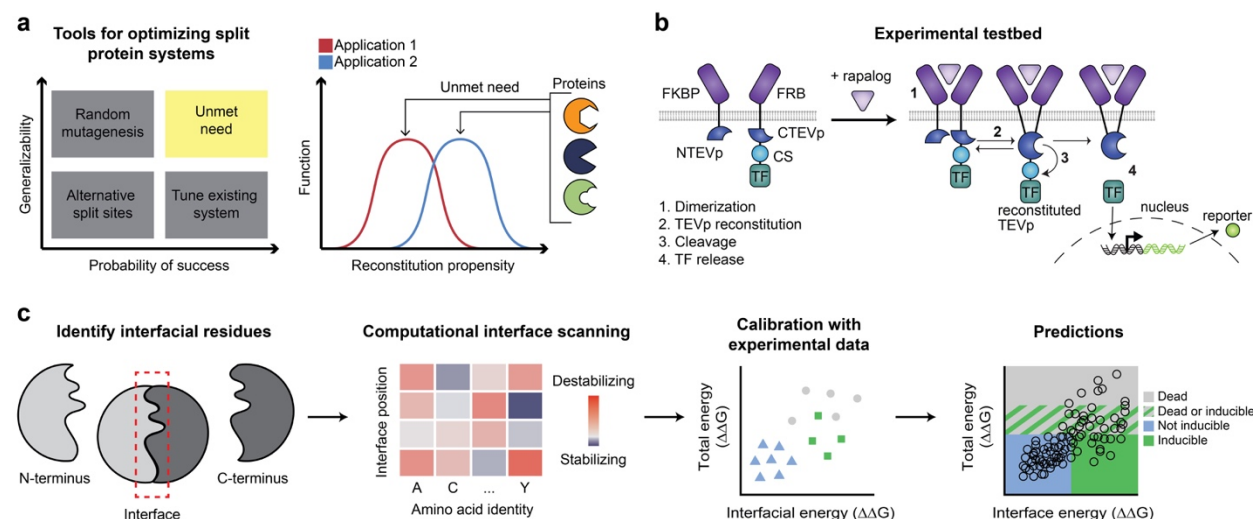 a
Tools for optimizing split
protein systems
Generalizability
Random
mutagenesis
Unmet
need
Alternative
split sites
Tune existing
system
Probability of success
Application 1
Application 2
Function
Unmet need
Proteins
Reconstitution propensity
b
Experimental testbed
FKBP
FRB
NTEVp
CTEVp
CS
TF
+ rapalog
1
2
3
4
TF
TF
TF
reconstituted
TEVp
nucleus
reporter
1. Dimerization
2. TEVp reconstitution
3. Cleavage
4. TF release
c
Identify interfacial residues
N-terminus
C-terminus
Interface
Computational interface scanning
Interface position
A C ... Y
Amino acid identity
Destabilizing
Stabilizing
Calibration with
experimental data
Total energy
(ΔΔG)
Interfacial energy (ΔΔG)
Predictions
Total energy
(ΔΔG)
Interface energy (ΔΔG)
Dead
Dead or inducible
Not inducible
Inducible